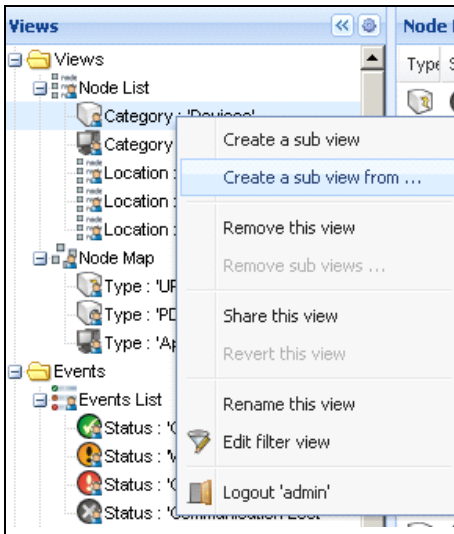 Views
Node
Views
Type
Node List
Category : 'Devices'
Category
Location :
Location :
Location :
Node Map
Type : 'UP
Type : 'PD
Type : 'Ap
Events
Events List
Status :
Status :
Status :
Status : 'Communication Lost'
Create a sub view
Create a sub view from ...
Remove this view
Remove sub views ...
Share this view
Revert this view
Rename this view
Edit filter view
Logout 'admin'